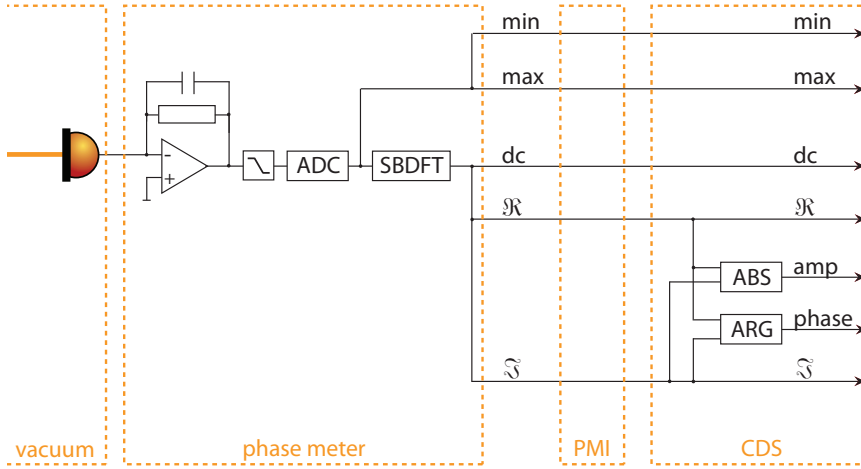 min min
max max
ADC SBDFT dc dc
ℜ ℜ
ABS amp
ARG phase
ℑ ℑ
-
+
vacuum phase meter PMI CDS